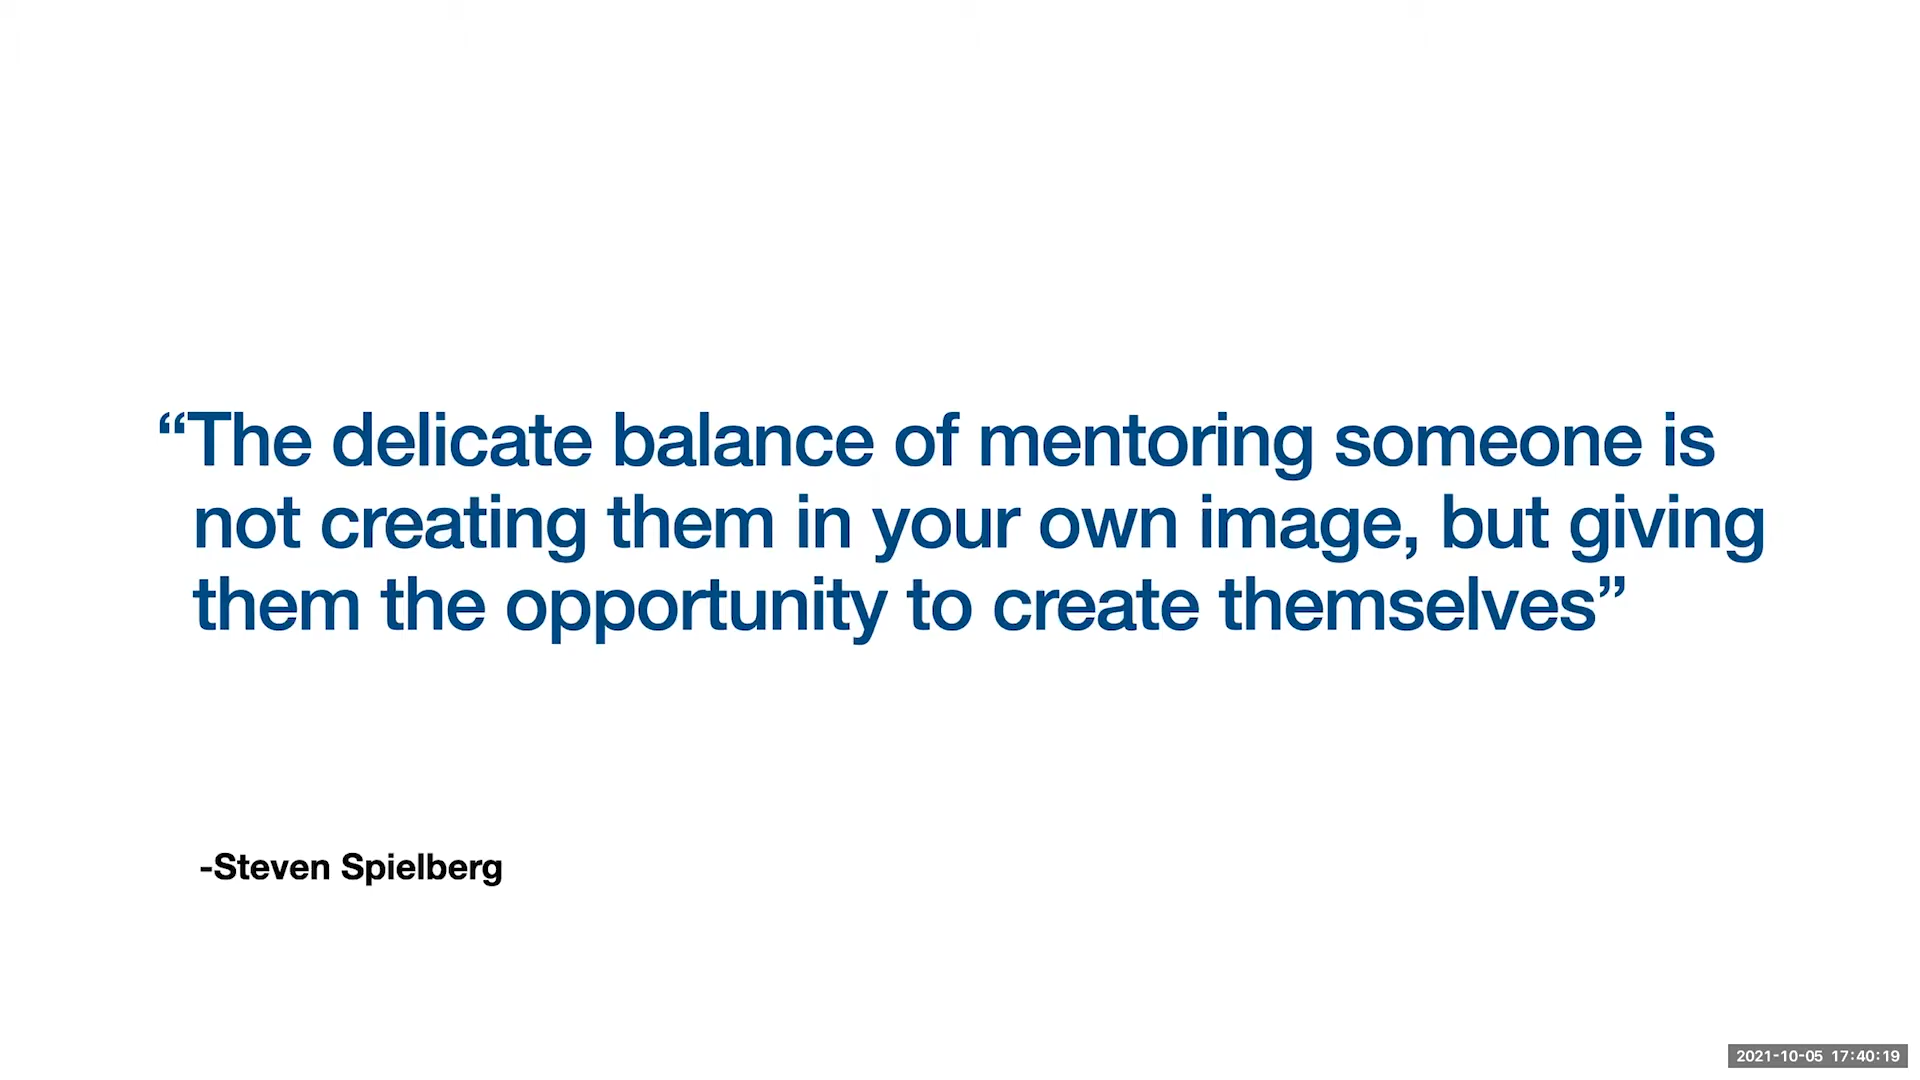 “The delicate balance of mentoring someone is
not creating them in your own image, but giving
them the opportunity to create themselves”
-Steven Spielberg
2021-10-05 17:40:19